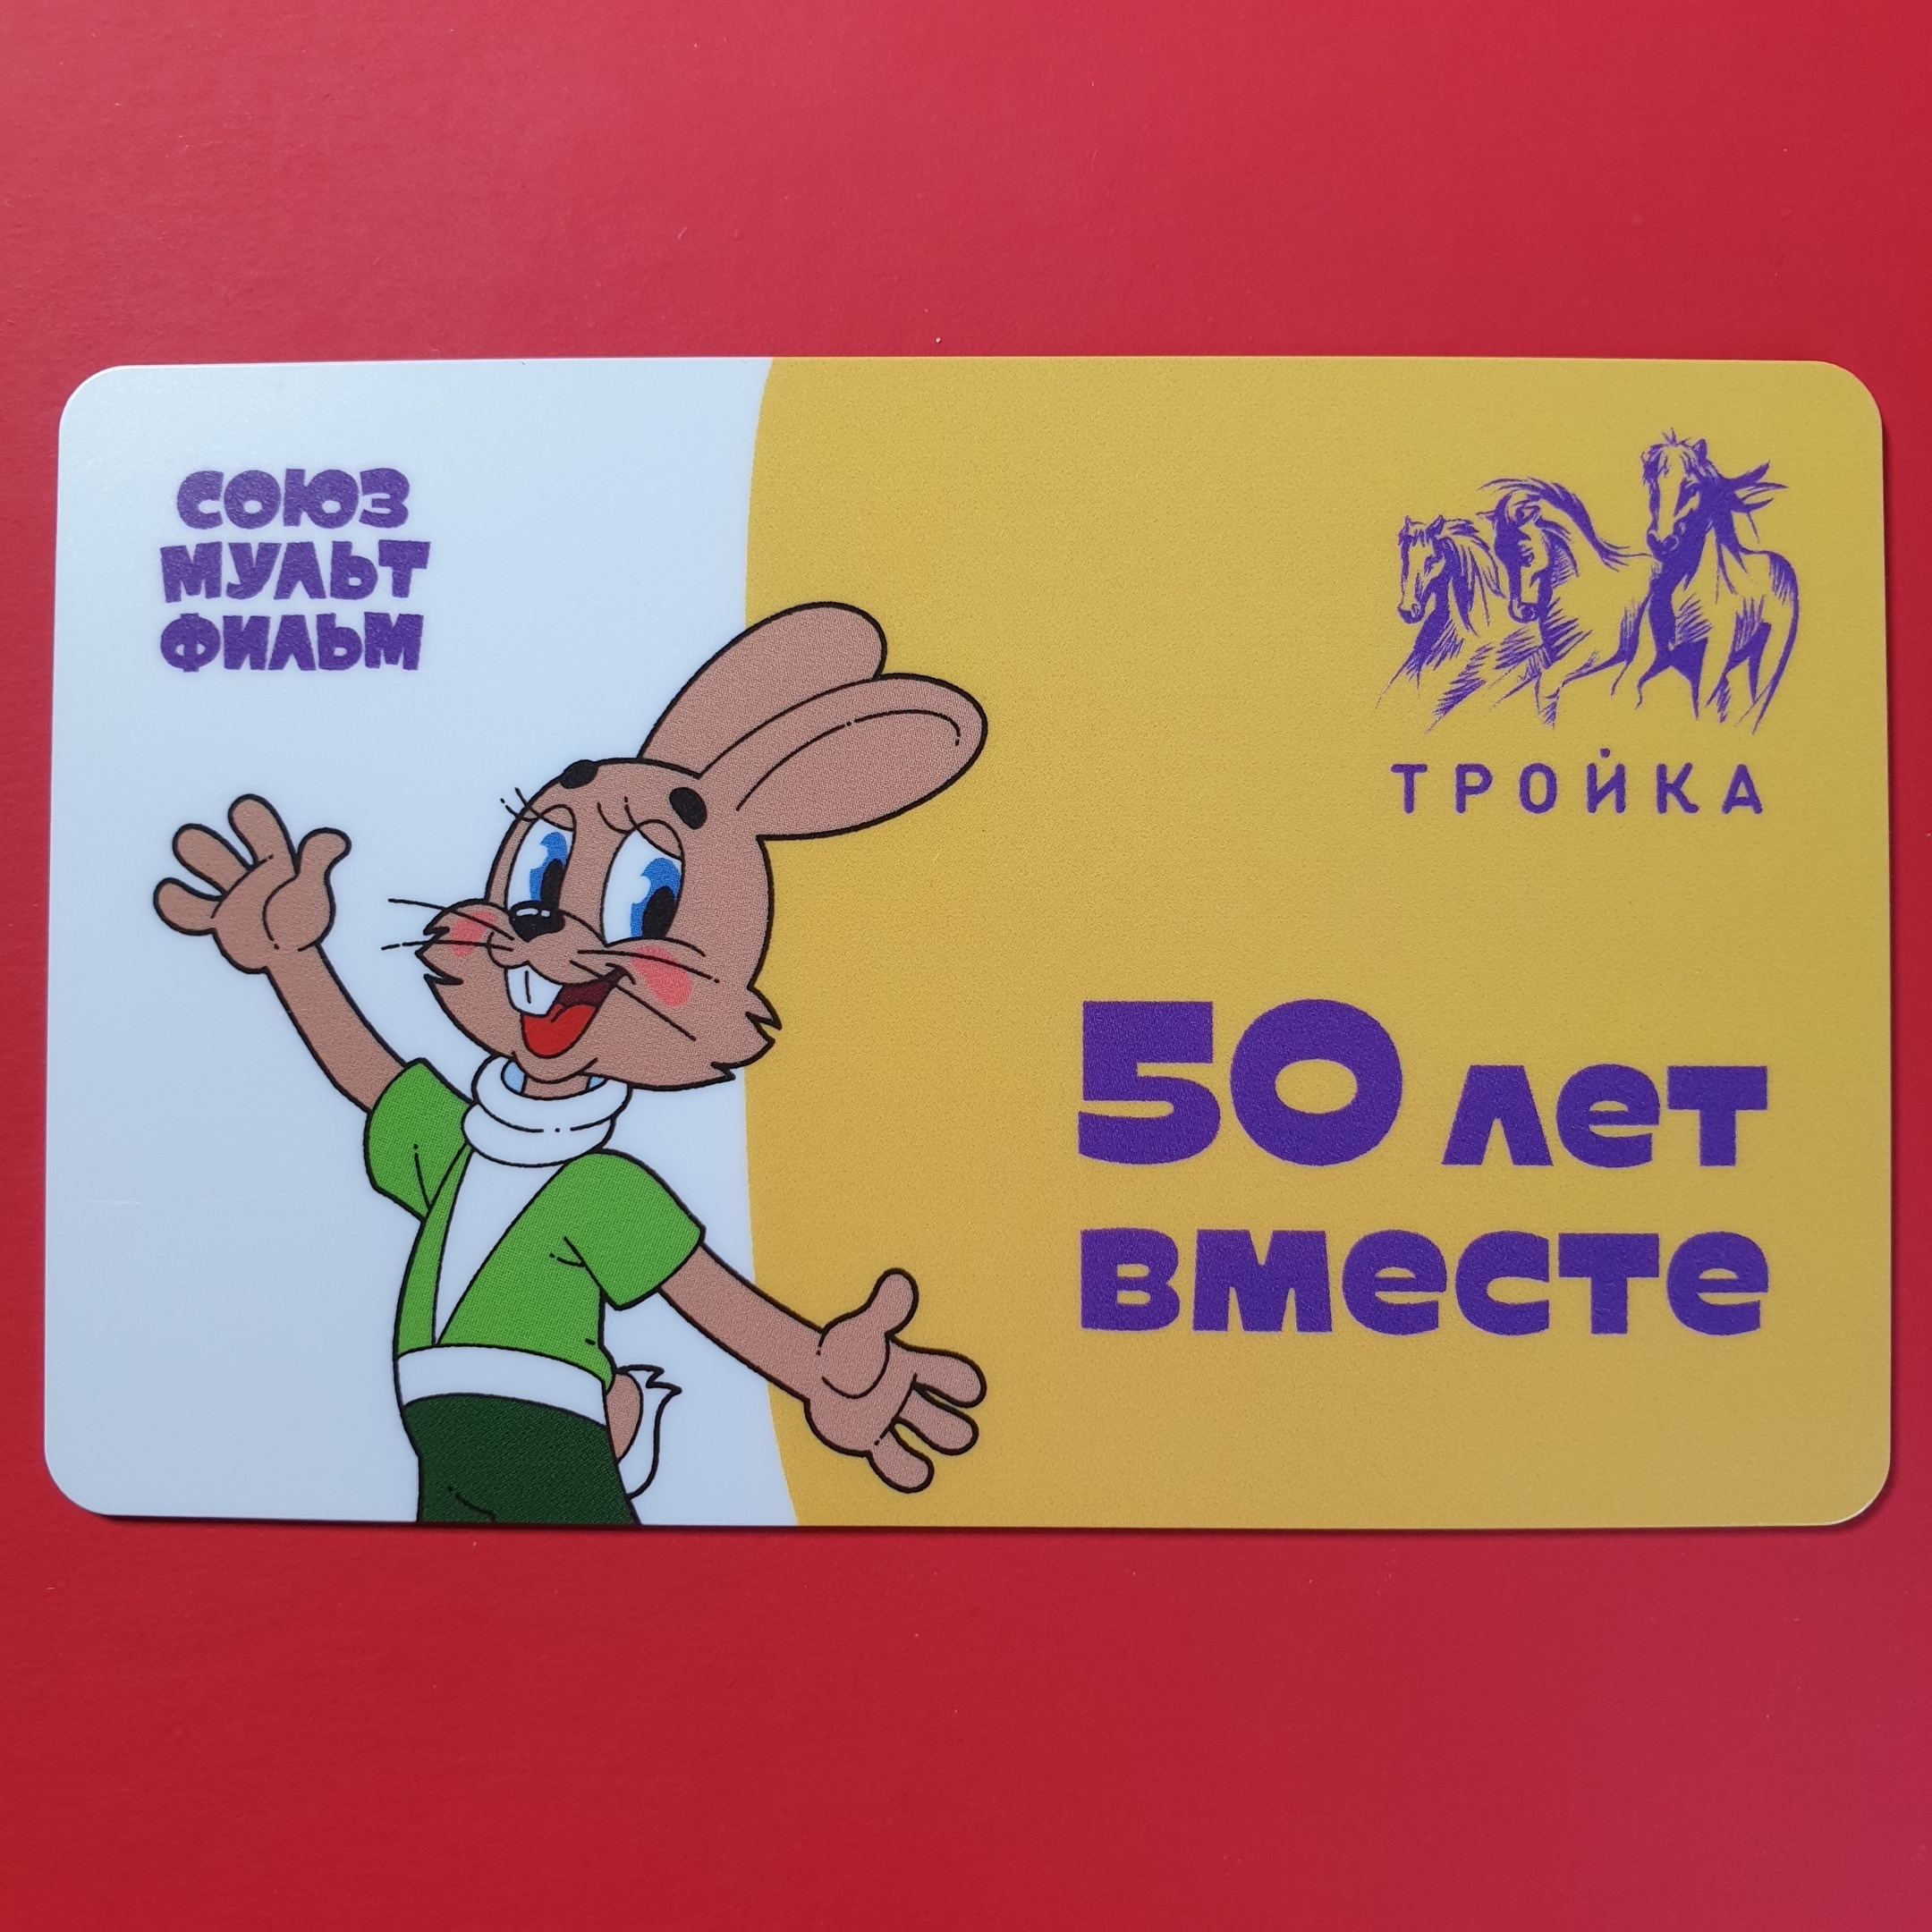 СОЮЗ
МУЛЬТ
ФИЛЬМ
ТРОЙКА
50 лет
вместе